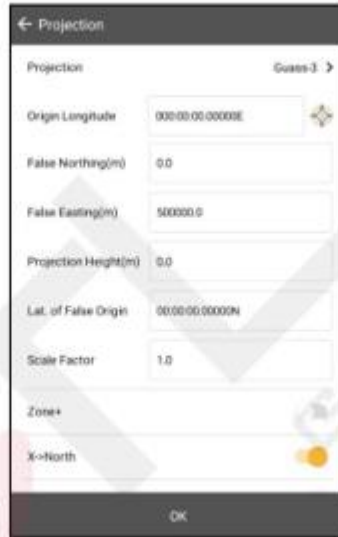 Projection
Projection Guass-3
Origin Longitude 000:00:00.00000E
False Northing(m) 0.0
False Easting(m) 500000.0
Projection Height(m) 0.0
Lat. of False Origin 00:00:00.00000N
Scale Factor 1.0
Zone+
X->North
OK